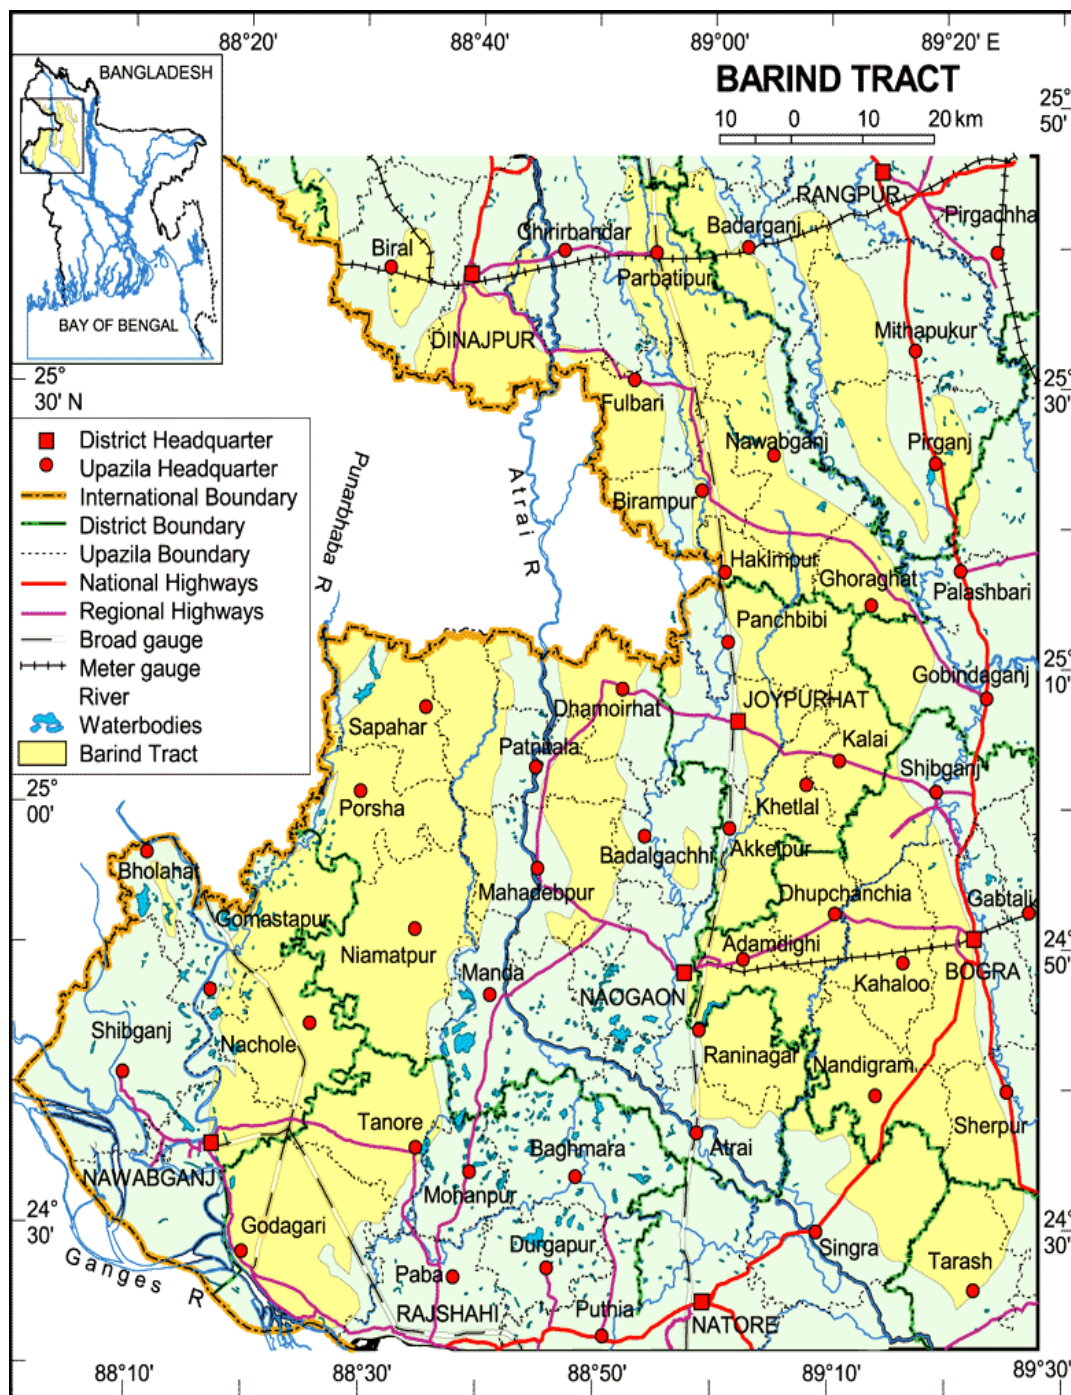 88°20'
88°40'
89°00'
89°20' E
BANGLADESH
BAY OF BENGAL
BARIND TRACT
10 0 10 20 km
25°
50'
RANGPUR
Pirgachha
Badarganj
Chirirbandar
Biral
Parbatipur
DINAJPUR
Mithapukur
25°
30' N
25°
30'
Fulbari
Nawabganj
Pirganj
Birampur
District Headquarter
Upazila Headquarter
International Boundary
District Boundary
Upazila Boundary
National Highways
Regional Highways
Broad gauge
Meter gauge
River
Waterbodies
Barind Tract
Punarbhaba R
Atrai R
Hakimpur
Ghoraghat
Palashbari
Panchbibi
25°
10'
Gobindaganj
Dhamoirhat
JOYPURHAT
Sapahar
Patnitala
Kalai
Shibganj
25°
00'
Porsha
Khetlal
Badalgachhi
Akkelpur
Bholahat
Mahadebpur
Dhupchanchia
Gabtali
Gomastapur
Niamatpur
Adamdighi
24°
50'
Manda
NAOGAON
Kahaloo
BOGRA
Shibganj
Nachole
Raninagar
Nandigram
Tanore
Sherpur
Baghmara
Atrai
NAWABGANJ
Mohanpur
24°
30'
24°
30'
Godagari
Durgapur
Singra
Tarash
Ganges R
Paba
RAJSHAHI
Puthia
NATORE
88°10'
88°30'
88°50'
89°10'
89°30'